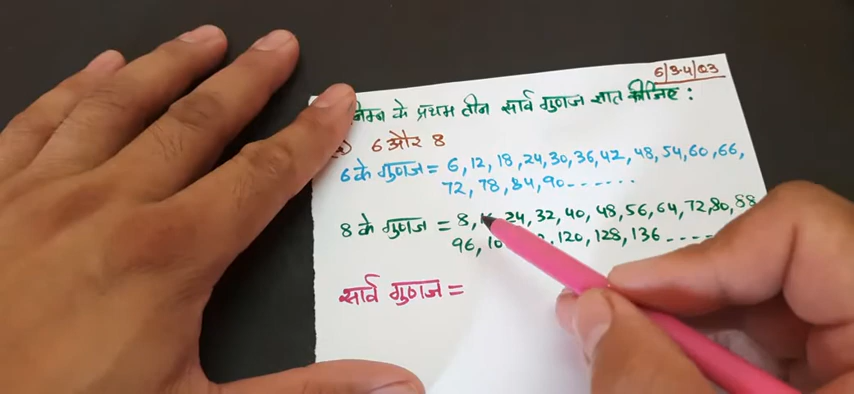 6/3.4/Q3
निम्न के प्रथम तीन सार्व गुणज ज्ञात कीजिए :
6 और 8
6 के गुणज = 6, 12, 18, 24, 30, 36, 42, 48, 54, 60, 66,
72, 78, 84, 90.......
8 के गुणज = 8, 24, 32, 40, 48, 56, 64, 72, 80, 88
96, 120, 128, 136 .....
सार्व गुणज =